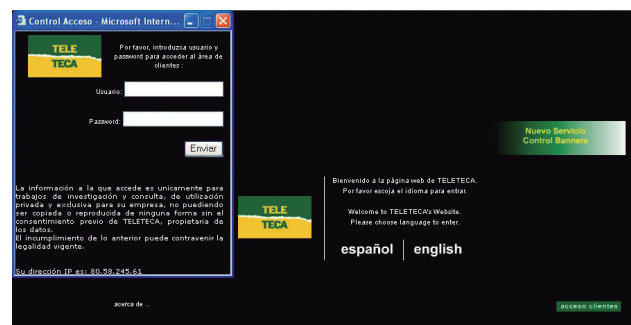 Control Acceso - Microsoft Intern...
TELE
TECA
Por favor, introduzca usuario y
password para acceder al área de
clientes :
Usuario:
Password:
Enviar
La información a la que accede es unicamente para
trabajos de investigación y consulta, de utilización
privada y exclusiva para su empresa, no puediendo
ser copiada o reproducida de ninguna forma sin el
consentimiento previo de TELETECA, propietaria de
los datos.
El incumplimiento de lo anterior puede contravenir la
legalidad vigente.
Su dirección IP es: 80.58.245.61
acerca de ..
TELE
TECA
Bienvenido a la página web de TELETECA.
Por favor escoja el idioma para entrar.
Welcome to TELETECA's Website.
Please choose language to enter.
español english
Nuevo Servicio
Control Banners
acceso clientes